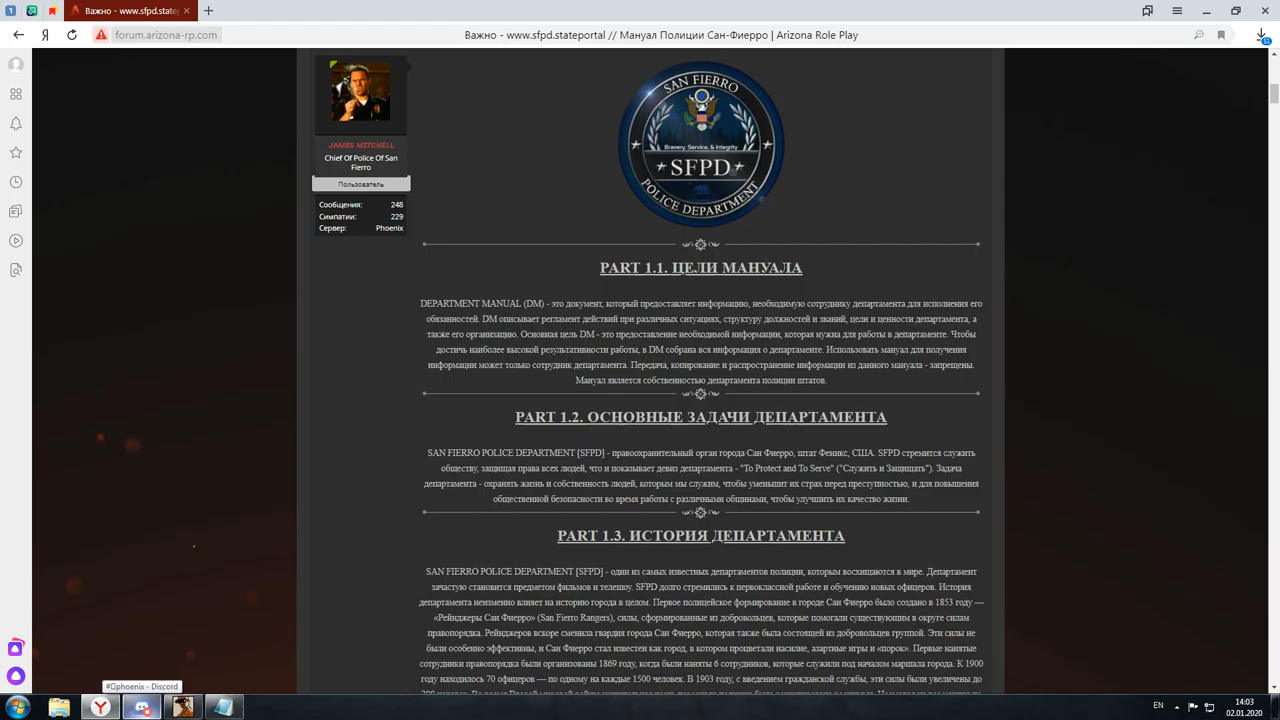 1
Важно - www.sfpd.state
forum.arizona-rp.com
Важно - www.sfpd.stateportal // Мануал Полиции Сан-Фиерро | Arizona Role Play
JAMES MITCHELL
Chief Of Police Of San
Fierro
Пользователь
Сообщения: 248
Симпатии: 229
Сервер: Phoenix
SAN FIERRO
Bravery, Service, & Integrity
SFPD
POLICE DEPARTMENT
PART 1.1. ЦЕЛИ МАНУАЛА
DEPARTMENT MANUAL (DM) - это документ, который предоставляет информацию, необходимую сотруднику департамента для исполнения его
обязанностей. DM описывает регламент действий при различных ситуациях, структуру должностей и званий, цели и ценности департамента, а
также его организацию. Основная цель DM - это предоставление необходимой информации, которая нужна для работы в департаменте. Чтобы
достичь наиболее высокой результативности работы, в DM собрана вся информация о департаменте. Использовать мануал для получения
информации может только сотрудник департамента. Передача, копирование и распространение информации из данного мануала - запрещены.
Мануал является собственностью департамента полиции штатов.
PART 1.2. ОСНОВНЫЕ ЗАДАЧИ ДЕПАРТАМЕНТА
SAN FIERRO POLICE DEPARTMENT [SFPD] - правоохранительный орган города Сан Фиерро, штат Феникс, США. SFPD стремится служить
обществу, защищая права всех людей, что и показывает девиз департамента - "To Protect and To Serve" ("Служить и Защищать"). Задача
департамента - охранять жизнь и собственность людей, которым мы служим, чтобы уменьшит их страх перед преступностью, и для повышения
общественной безопасности во время работы с различными общинами, чтобы улучшить их качество жизни.
PART 1.3. ИСТОРИЯ ДЕПАРТАМЕНТА
SAN FIERRO POLICE DEPARTMENT [SFPD] - один из самых известных департаментов полиции, которым восхищаются в мире. Департамент
зачастую становится предметом фильмов и телешоу. SFPD долго стремились к первоклассной работе и обучению новых офицеров. История
департамента неизменно влияет на историю города в целом. Первое полицейское формирование в городе Сан Фиерро было создано в 1853 году —
«Рейнджеры Сан Фиерро» (San Fierro Rangers), силы, сформированные из добровольцев, которые помогали существующим в округе силам
правопорядка. Рейнджеров вскоре сменила гвардия города Сан Фиерро, которая также была состоящей из добровольцев группой. Эти силы не
были особенно эффективны, и Сан Фиерро стал известен как город, в котором процветали насилие, азартные игры и «порок». Первые нанятые
сотрудники правопорядка были организованы 1869 году, когда были наняты 6 сотрудников, которые служили под началом маршала города. К 1900
году находилось 70 офицеров — по одному на каждые 1500 человек. В 1903 году, с введением гражданской службы, эти силы были увеличены до
phoenix - Discord
EN
14:03
02.01.2020